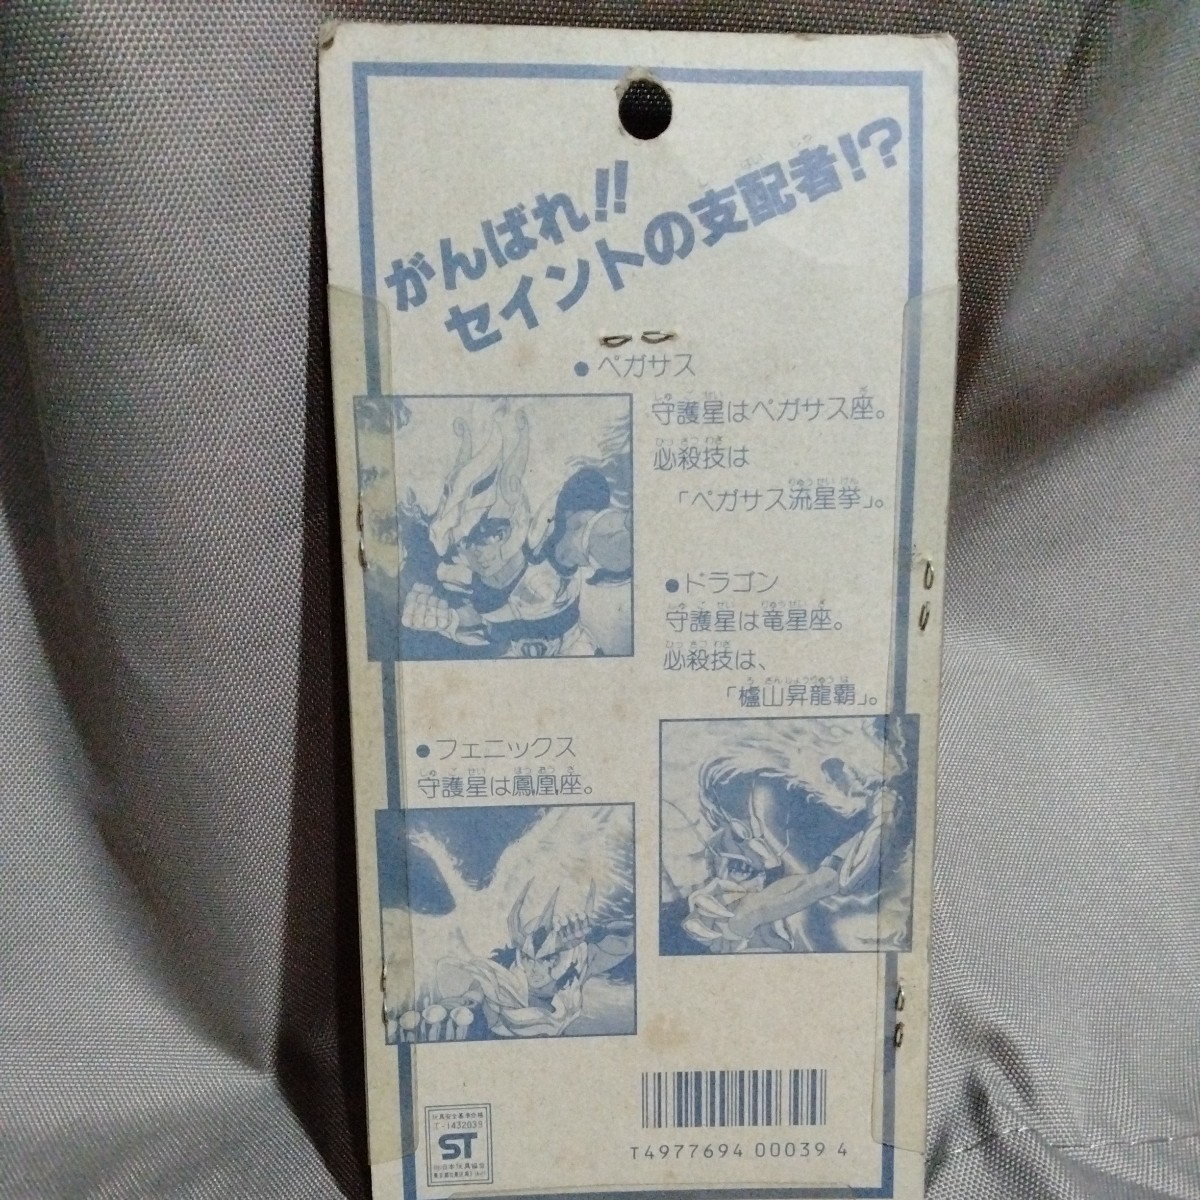 がんばれ!!
セイントの支配者!?
●ペガサス
守護星はペガサス座。
必殺技は
「ペガサス流星拳」。
●ドラゴン
守護星は竜星座。
必殺技は、
「櫨山昇龍覇」。
●フェニックス
守護星は鳳凰座。
T-1432039
ST
T4977694 00039 4